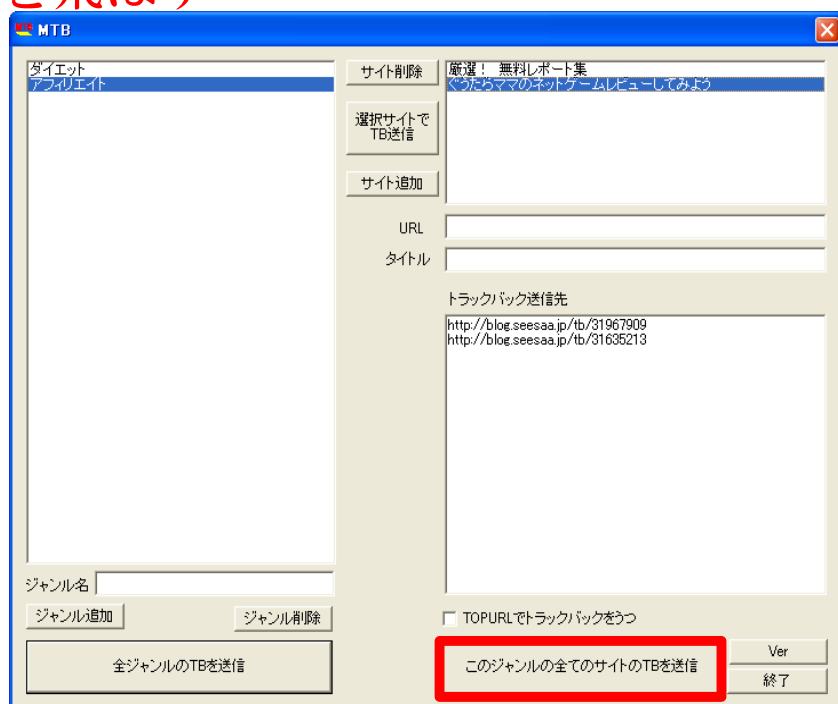 と飛ばす
MTB
ダイエット
アフィリエイト
サイト削除
厳選！ 無料レポート集
ぐうたらママのネットゲームレビューしてみよう
選択サイトで
TB送信
サイト追加
URL
タイトル
トラックバック送信先
http://blog.seesaa.jp/tb/31967909
http://blog.seesaa.jp/tb/31635213
ジャンル名
ジャンル追加
ジャンル削除
TOPURLでトラックバックをうつ
全ジャンルのTBを送信
このジャンルの全てのサイトのTBを送信
Ver
終了